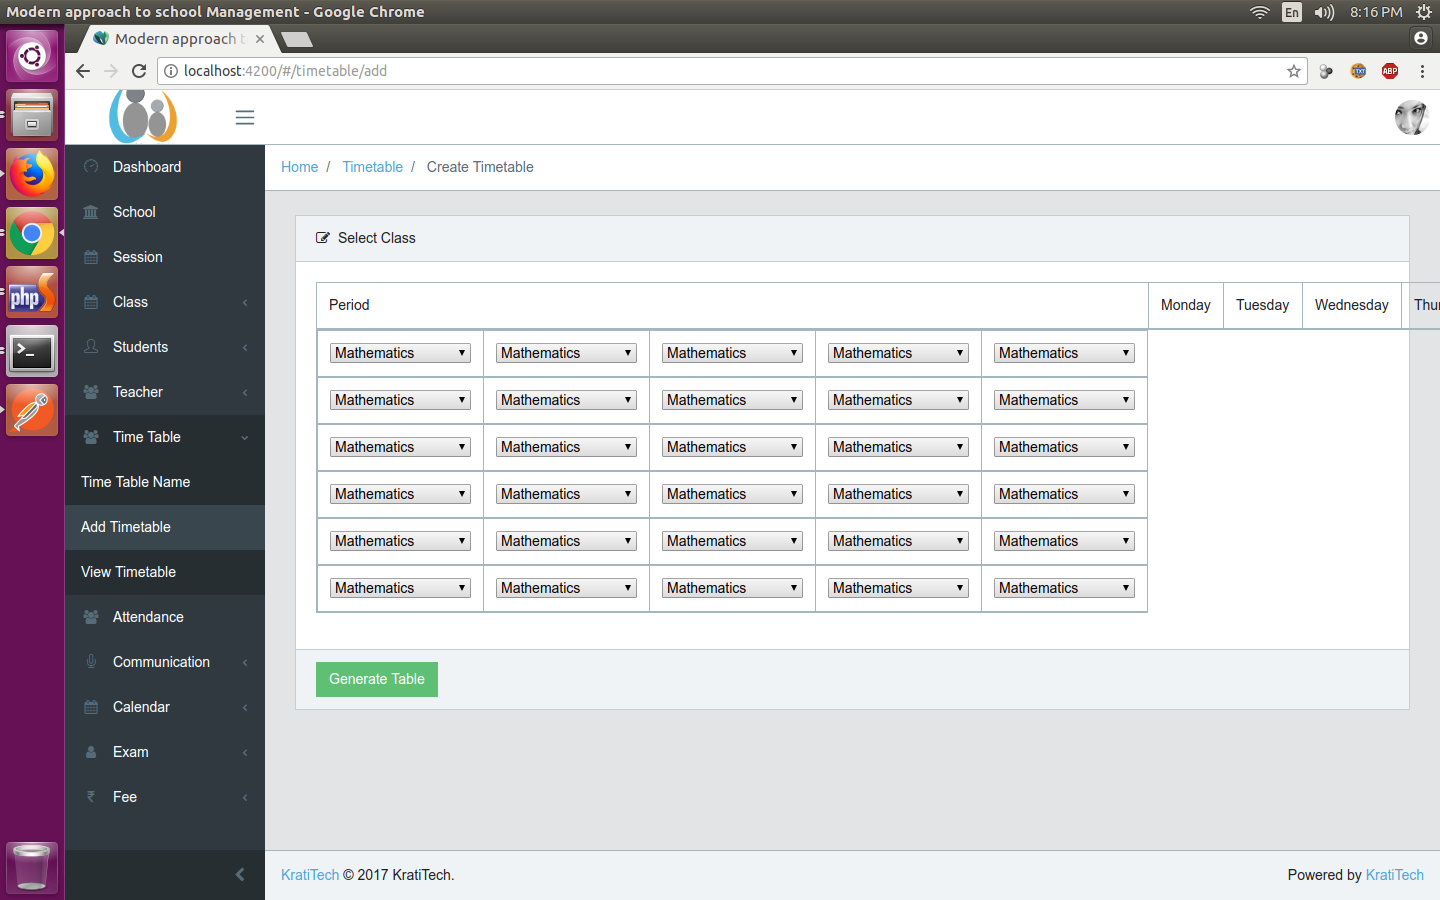 Modern approach to school Management - Google Chrome
En
8:16 PM
Modern approach t
localhost:4200/#/timetable/add
ABP
Dashboard
School
Session
Class
Students
Teacher
Time Table
Time Table Name
Add Timetable
View Timetable
Attendance
Communication
Calendar
Exam
Fee
Home / Timetable / Create Timetable
Select Class
Period Monday Tuesday Wednesday Thur
Mathematics Mathematics Mathematics Mathematics Mathematics
Mathematics Mathematics Mathematics Mathematics Mathematics
Mathematics Mathematics Mathematics Mathematics Mathematics
Mathematics Mathematics Mathematics Mathematics Mathematics
Mathematics Mathematics Mathematics Mathematics Mathematics
Mathematics Mathematics Mathematics Mathematics Mathematics
Generate Table
KratiTech © 2017 KratiTech.
Powered by KratiTech
php